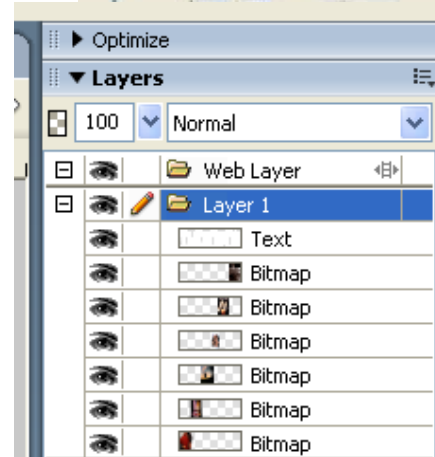 Optimize
Layers
100 Normal
Web Layer
Layer 1
Text
Bitmap
Bitmap
Bitmap
Bitmap
Bitmap
Bitmap